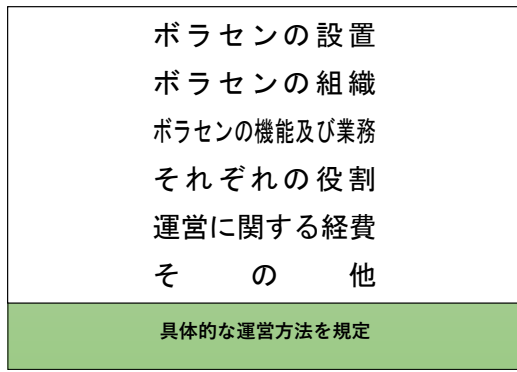 ボラセンの設置
ボラセンの組織
ボラセンの機能及び業務
それぞれの役割
運営に関する経費
その他
具体的な運営方法を規定